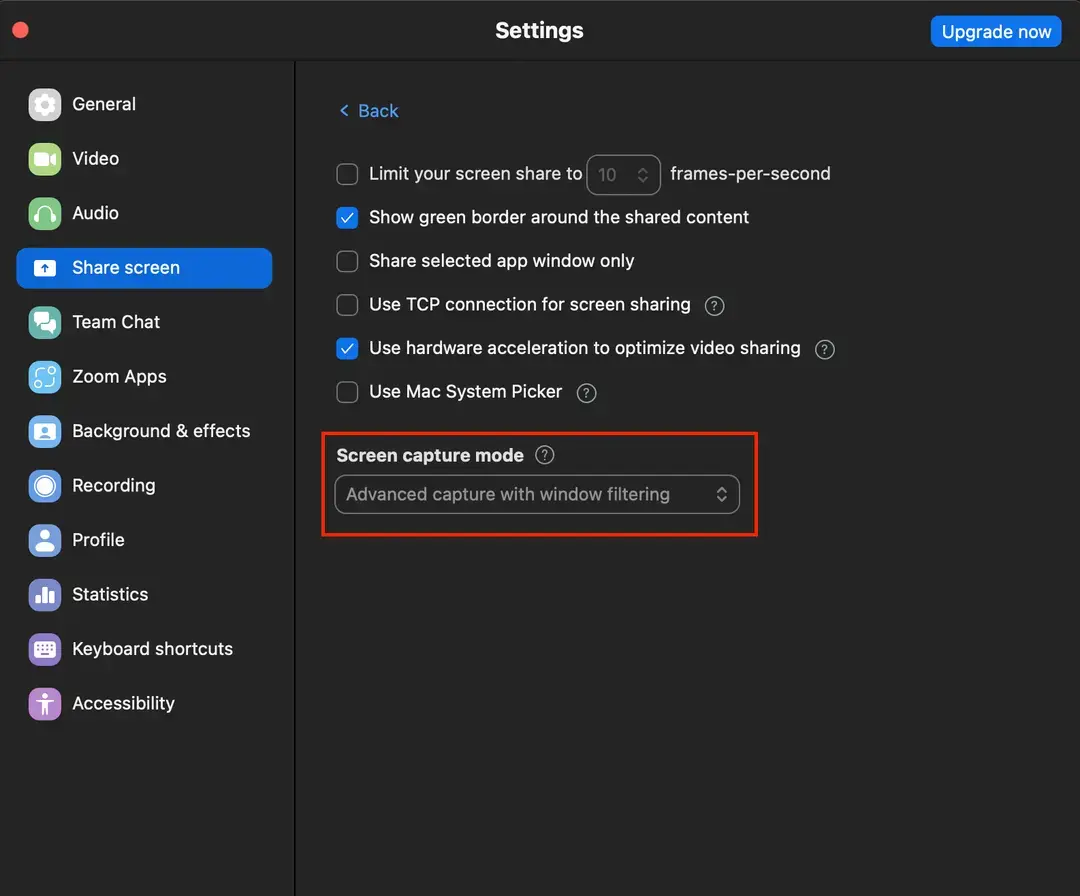 Settings
Upgrade now
General
Video
Audio
Share screen
Team Chat
Zoom Apps
Background & effects
Recording
Profile
Statistics
Keyboard shortcuts
Accessibility
< Back
Limit your screen share to 10 frames-per-second
Show green border around the shared content
Share selected app window only
Use TCP connection for screen sharing ?
Use hardware acceleration to optimize video sharing ?
Use Mac System Picker ?
Screen capture mode ?
Advanced capture with window filtering